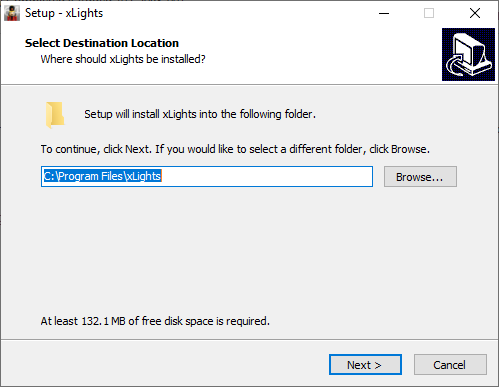 Setup - xLights
Select Destination Location
Where should xLights be installed?
Setup will install xLights into the following folder.
To continue, click Next. If you would like to select a different folder, click Browse.
C:\Program Files\xLights
Browse...
At least 132.1 MB of free disk space is required.
Next >
Cancel